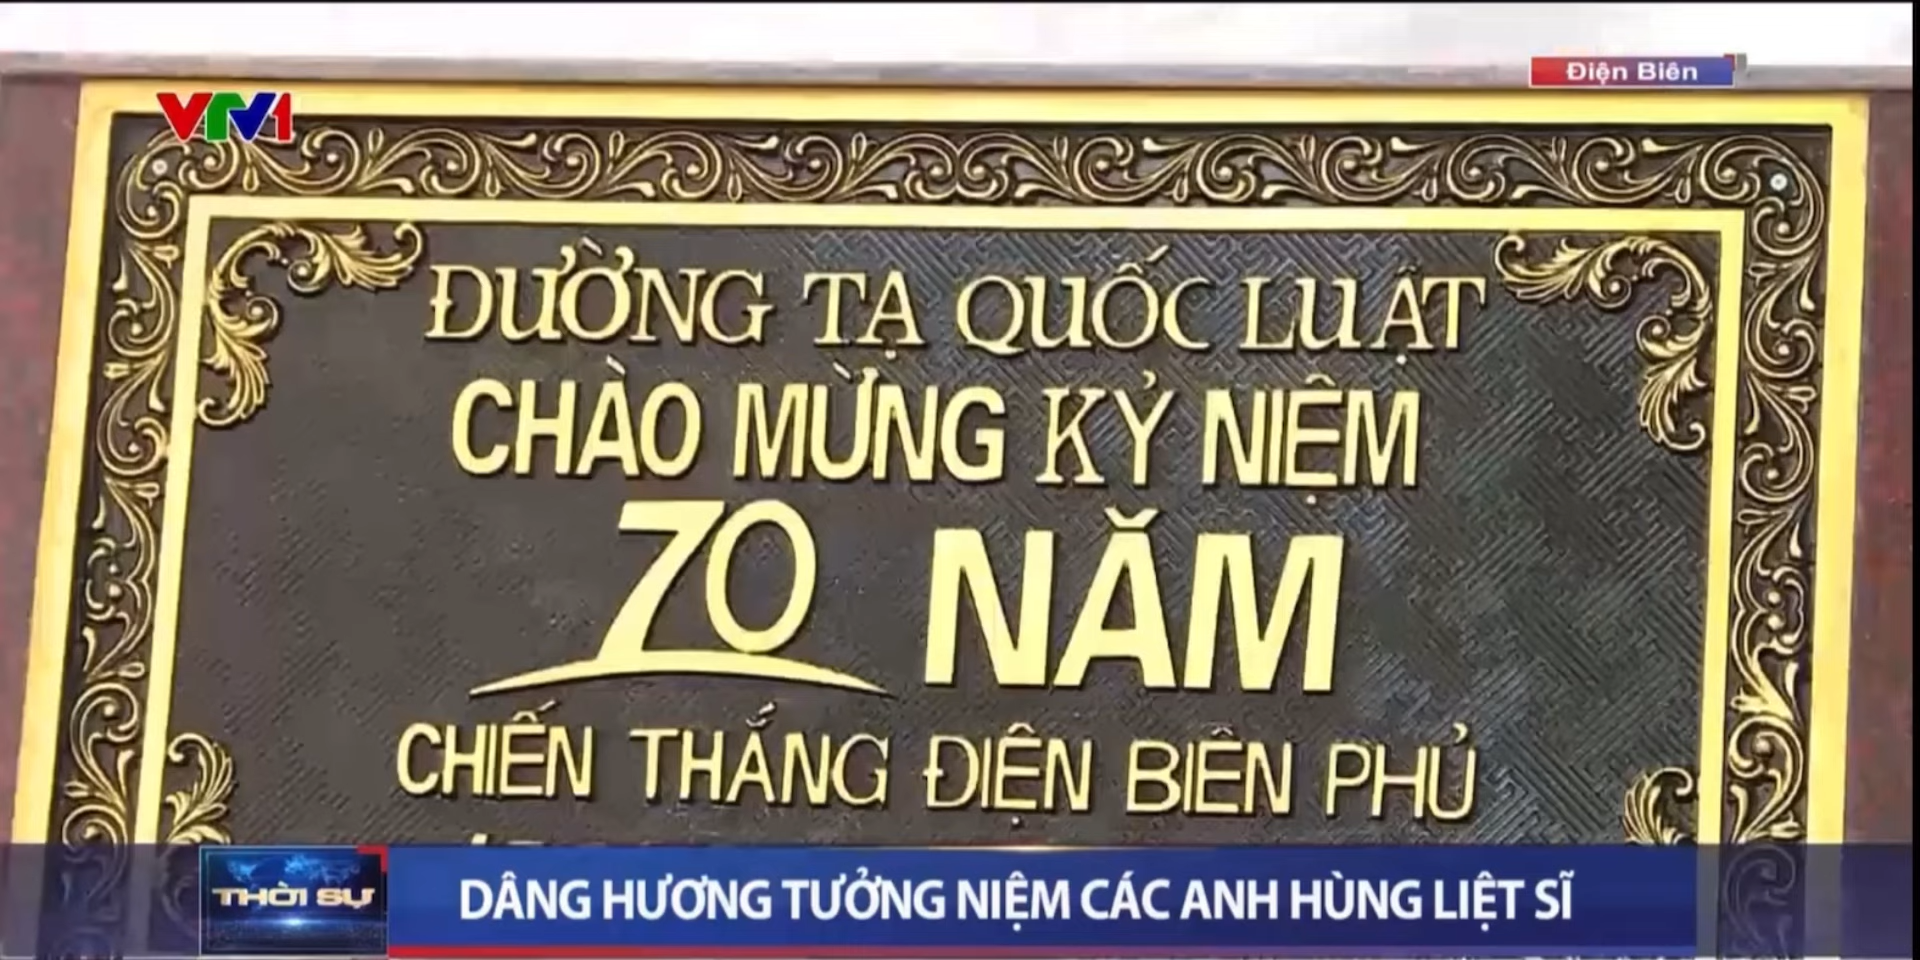 VTV1
Điện Biên
ĐƯỜNG TẠ QUỐC LUẬT
CHÀO MỪNG KỶ NIỆM
70 NĂM
CHIẾN THẮNG ĐIỆN BIÊN PHỦ
THỜI SỰ
DÂNG HƯƠNG TƯỞNG NIỆM CÁC ANH HÙNG LIỆT SĨ